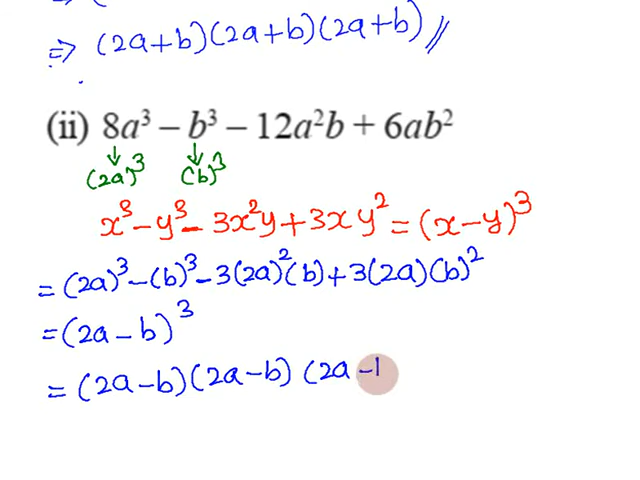 ⇒ (2a+b)(2a+b)(2a+b)//
(ii) 8a³ – b³ – 12a²b + 6ab²
↓ ↓
(2a)³ (b)³
x³ - y³ - 3x²y + 3xy² = (x - y)³
= (2a)³ - (b)³ - 3(2a)²(b) + 3(2a)(b)²
= (2a - b)³
= (2a - b)(2a - b)(2a - l